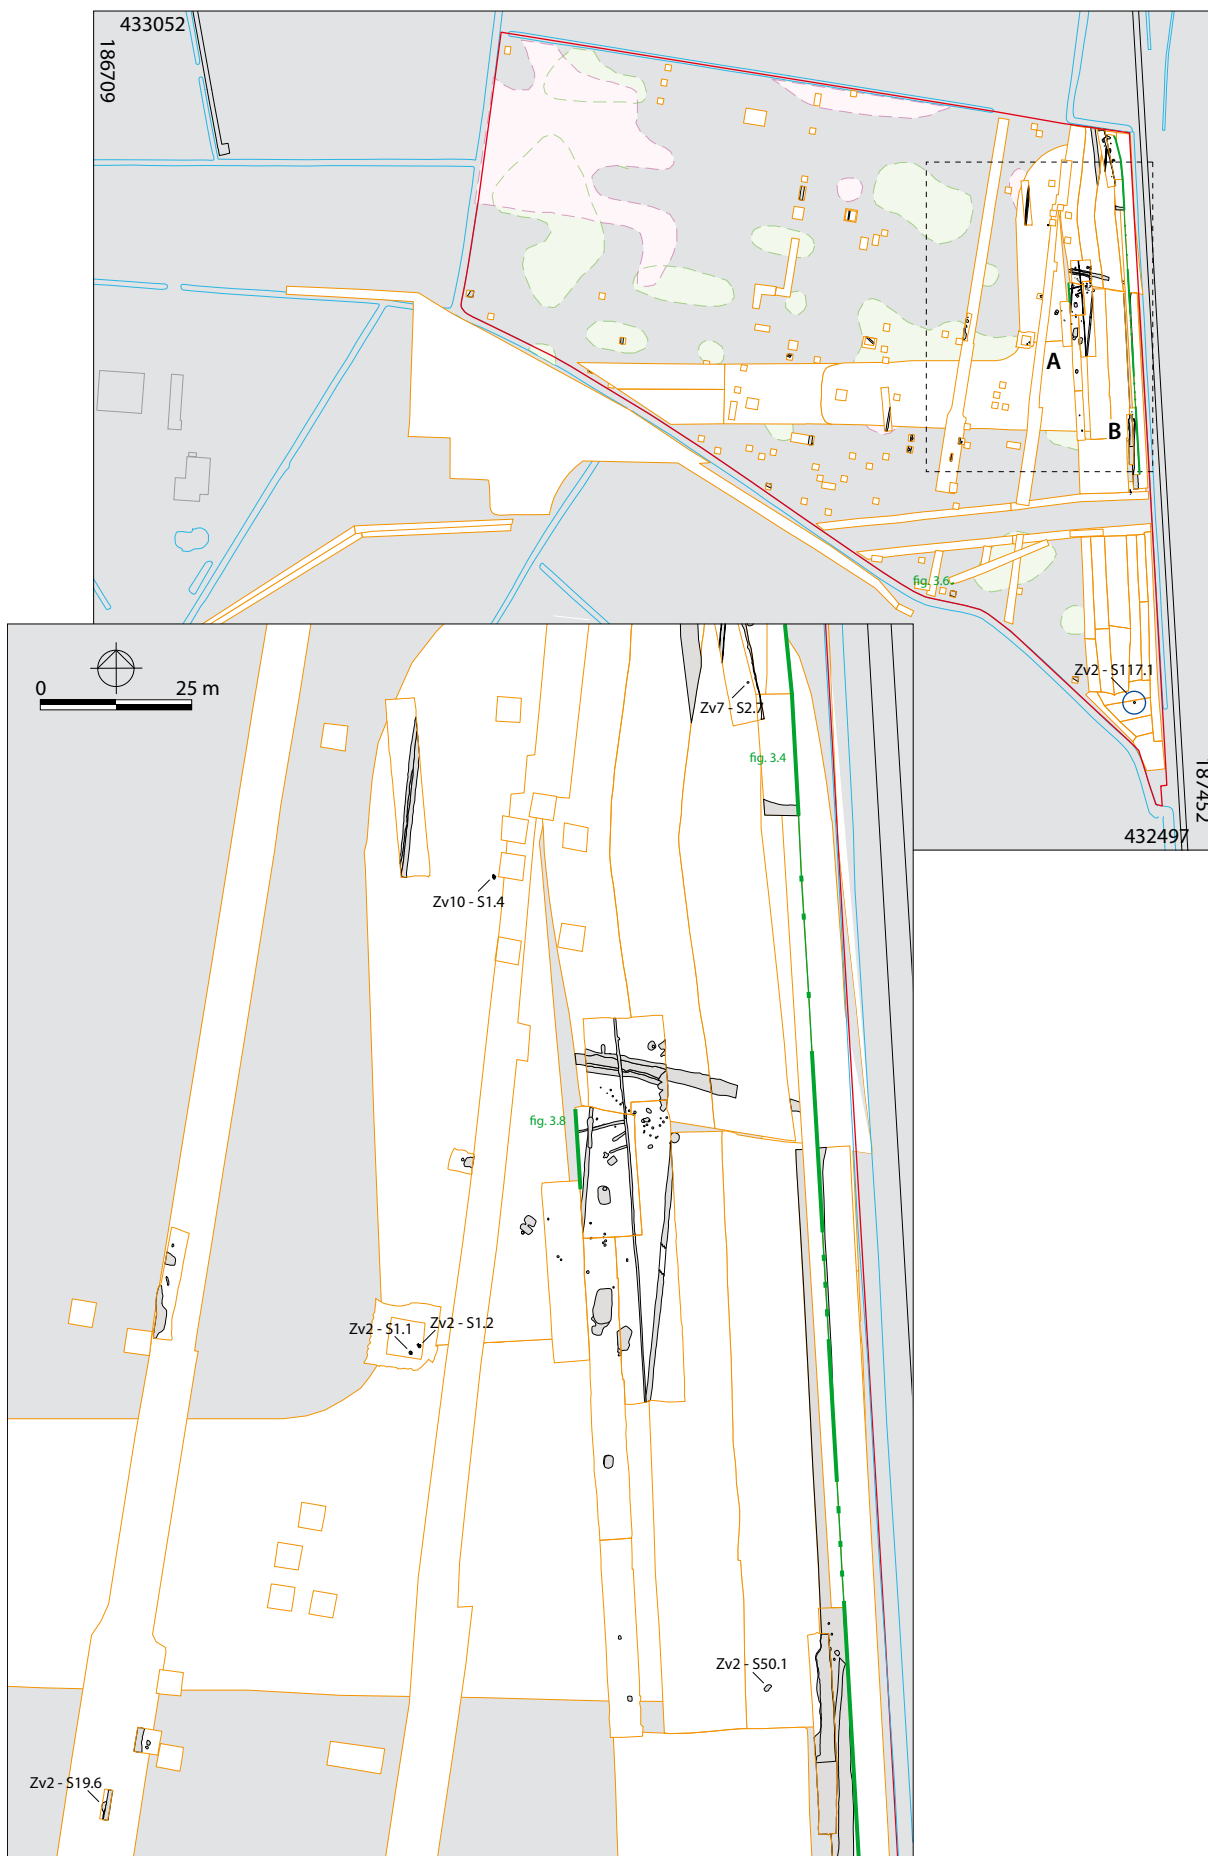 433052
186709
A
B
fig. 3.6
Zv2 - S117.1
187452
432497
0 25 m
Zv7 - S2.7
fig. 3.4
Zv10 - S1.4
fig. 3.8
Zv2 - S1.1
Zv2 - S1.2
Zv2 - S50.1
Zv2 - S19.6